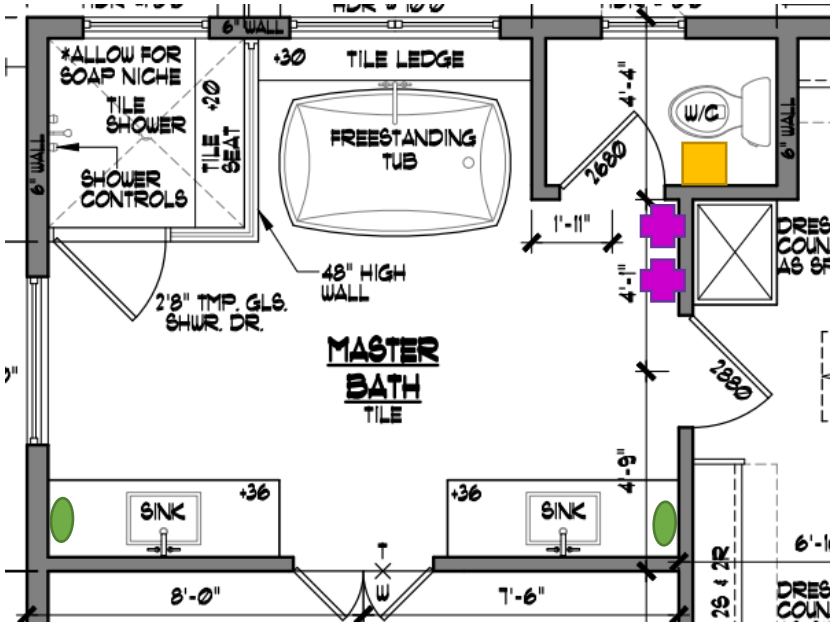 6" WALL
*ALLOW FOR
SOAP NICHE
TILE
SHOWER
+20
TILE
SEAT
6" WALL
SHOWER
CONTROLS
+30 TILE LEDGE
FREESTANDING
TUB
4'-4"
W/C
6" WALL
2680
1'-11"
4'-1"
48" HIGH
WALL
2'8" TMP. GLS.
SHWR. DR.
MASTER
BATH
TILE
2880
4'-9"
+36
SINK
+36
SINK
T
W
8'-0"
7'-6"
2S & 2R